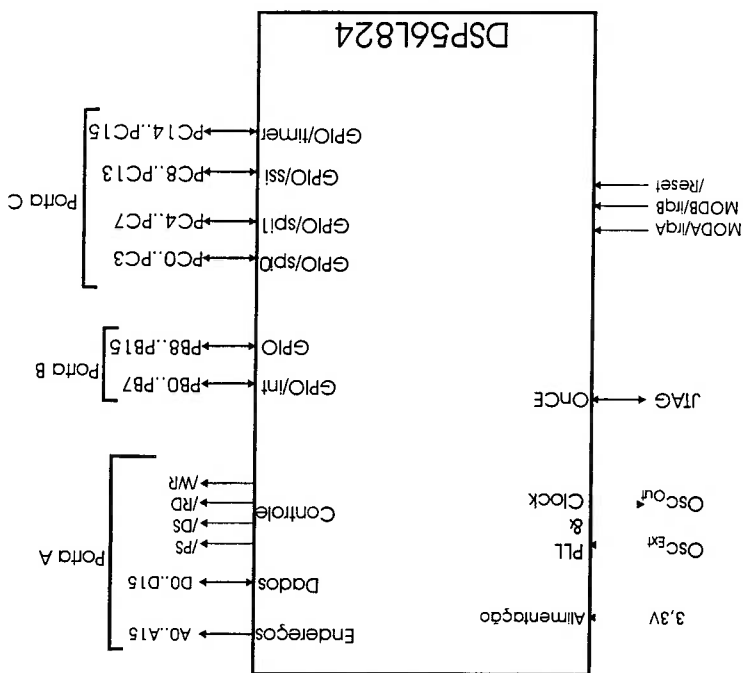 3,3V Alimentação Endereços A0..A15
Dados D0..D15
OscExt PLL /PS
& Controle /DS
OscOut Clock /RD
/WR
Porta A
JTAG OnCE GPIO/int PB0..PB7
GPIO PB8..PB15
Porta B
MODA/irqA GPIO/spi0 PC0..PC3
MODB/irqB GPIO/spi1 PC4..PC7
/Reset GPIO/ssi PC8..PC13
GPIO/timer PC14..PC15
Porta C
DSP56L824